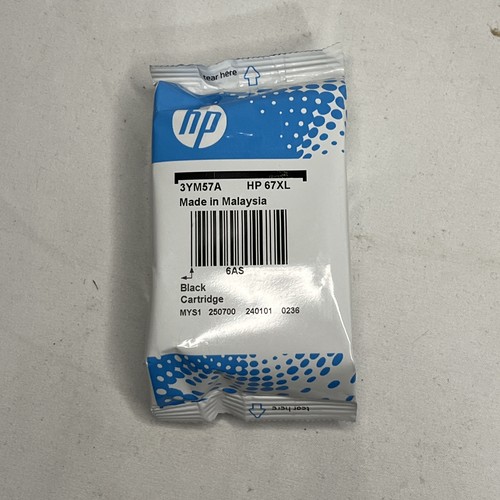 tear here
hp
3YM57A HP 67XL
Made in Malaysia
6AS
Black
Cartridge
MYS1 250700 240101 0236
tear here